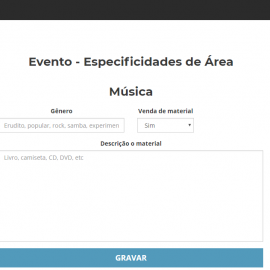 Evento - Especificidades de Área
Música
Gênero
Venda de material
Erudito, popular, rock, samba, experimen
Sim
Descrição o material
Livro, camiseta, CD, DVD, etc
GRAVAR